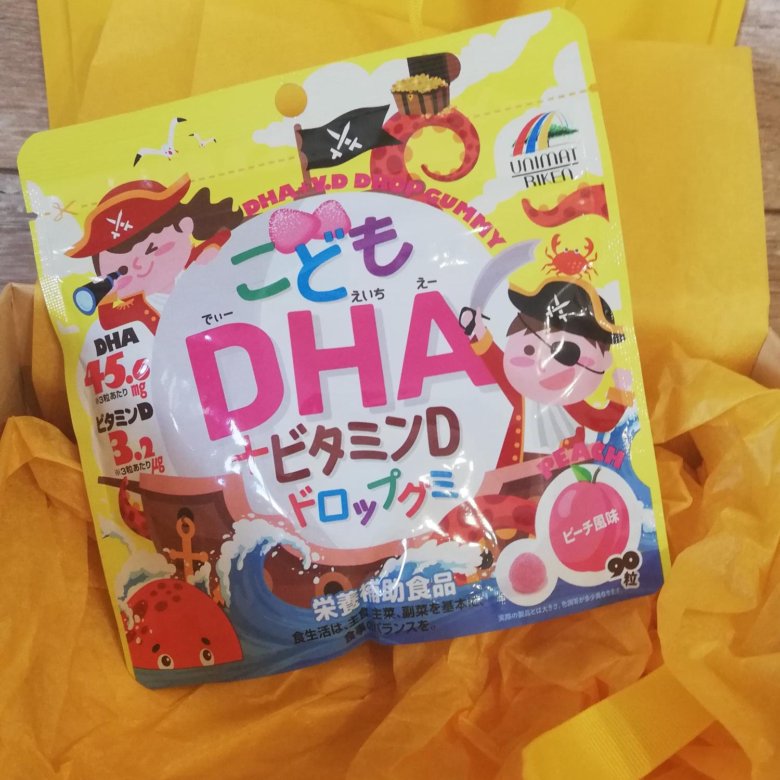 UNIMAT
RIKEN
DHA+V.D DROP GUMMY
こども
でぃー えいち えー
DHA
+ビタミンD
ドロップグミ
DHA
45.0mg
※3粒あたり
ビタミンD
3.2μg
※3粒あたり
PEACH
ピーチ風味
90粒
栄養補助食品
食生活は、主食、主菜、副菜を基本に、
食事のバランスを。